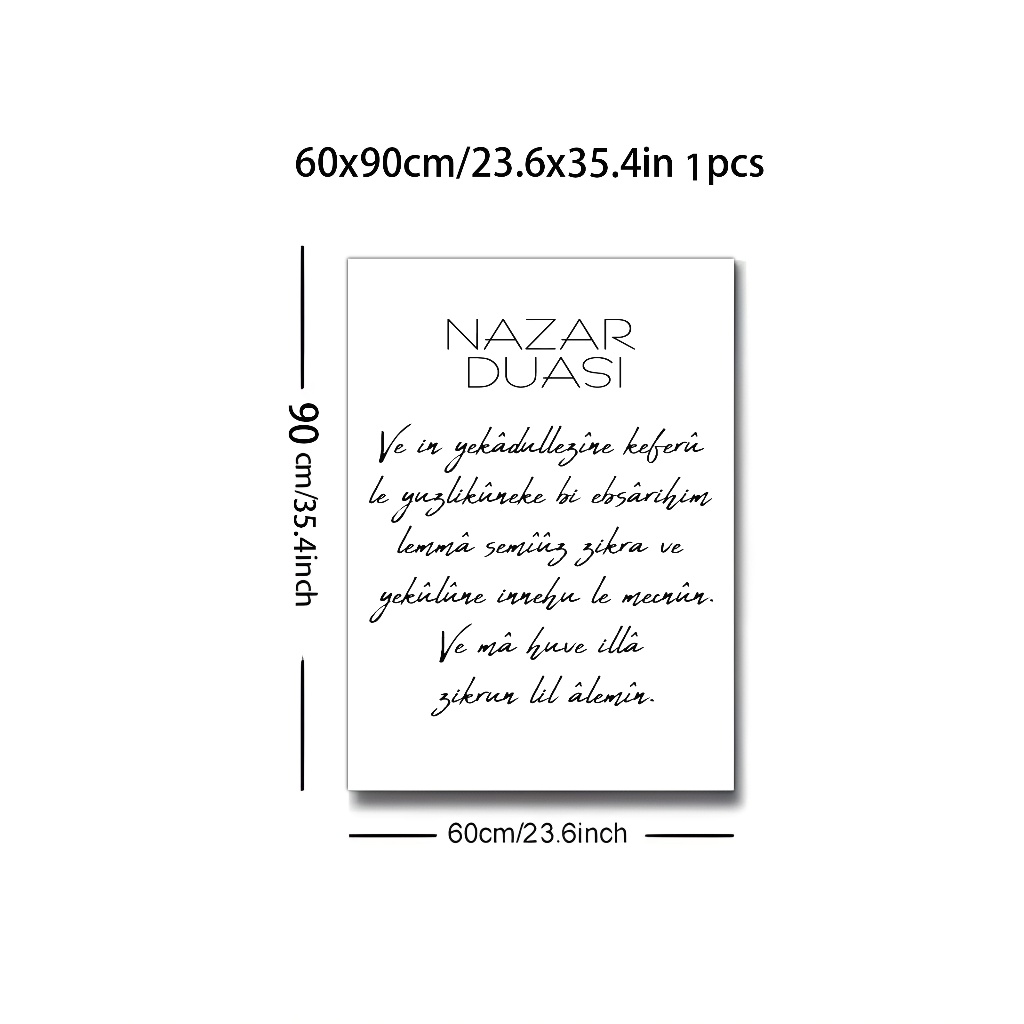 60x90cm/23.6x35.4in 1pcs
90 cm/35.4inch
NAZAR
DUASI
Ve in yekâdullezîne keferû
le yuzlikûneke bi ebsârihim
lemmâ semîûz zikra ve
yekûlûne innehu le mecnûn.
Ve mâ huve illâ
zikrun lil âlemîn.
60cm/23.6inch